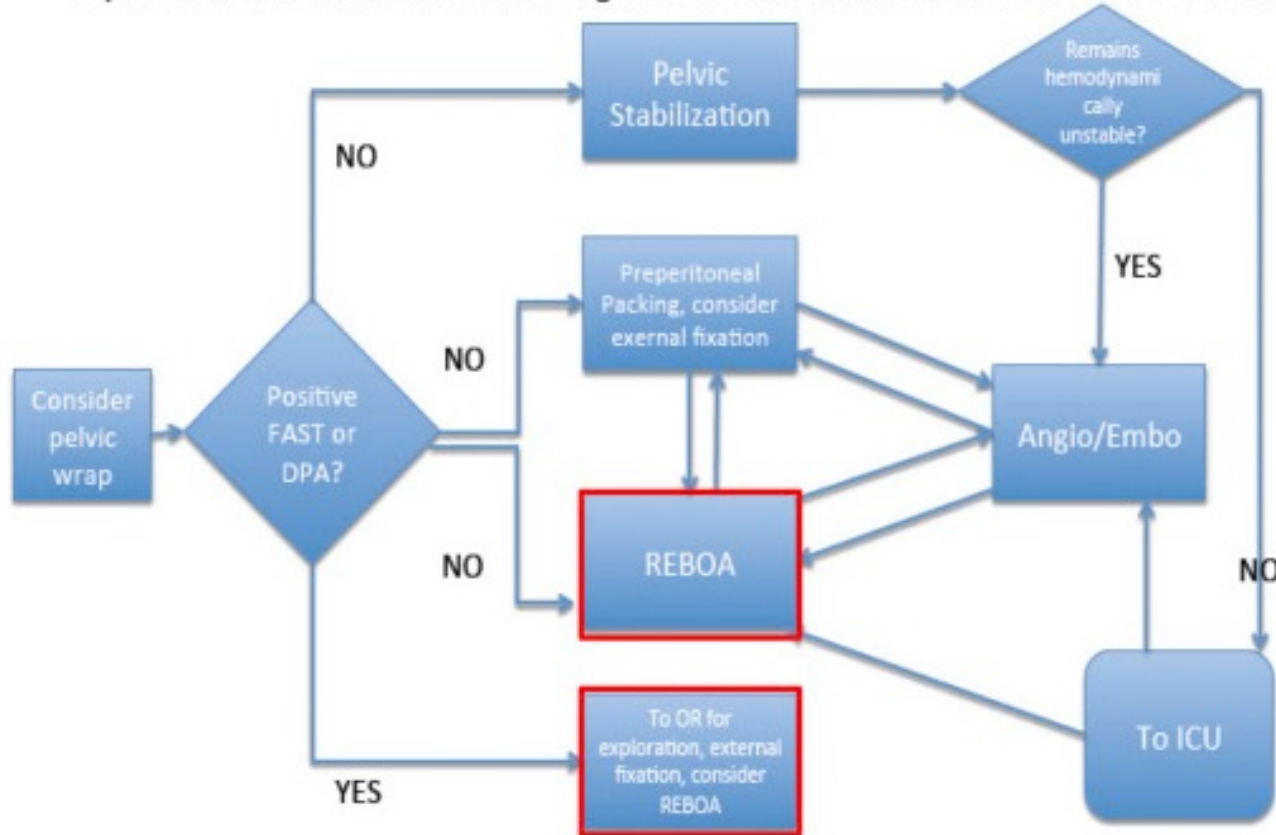 Pelvic
Stabilization
Remains
hemodynami
cally
unstable?
NO
YES
Preperitoneal
Packing, consider
exernal fixation
NO
Consider
pelvic
wrap
Positive
FAST or
DPA?
Angio/Embo
REBOA
NO
NO
To OR for
exploration, external
fixation, consider
REBOA
To ICU
YES